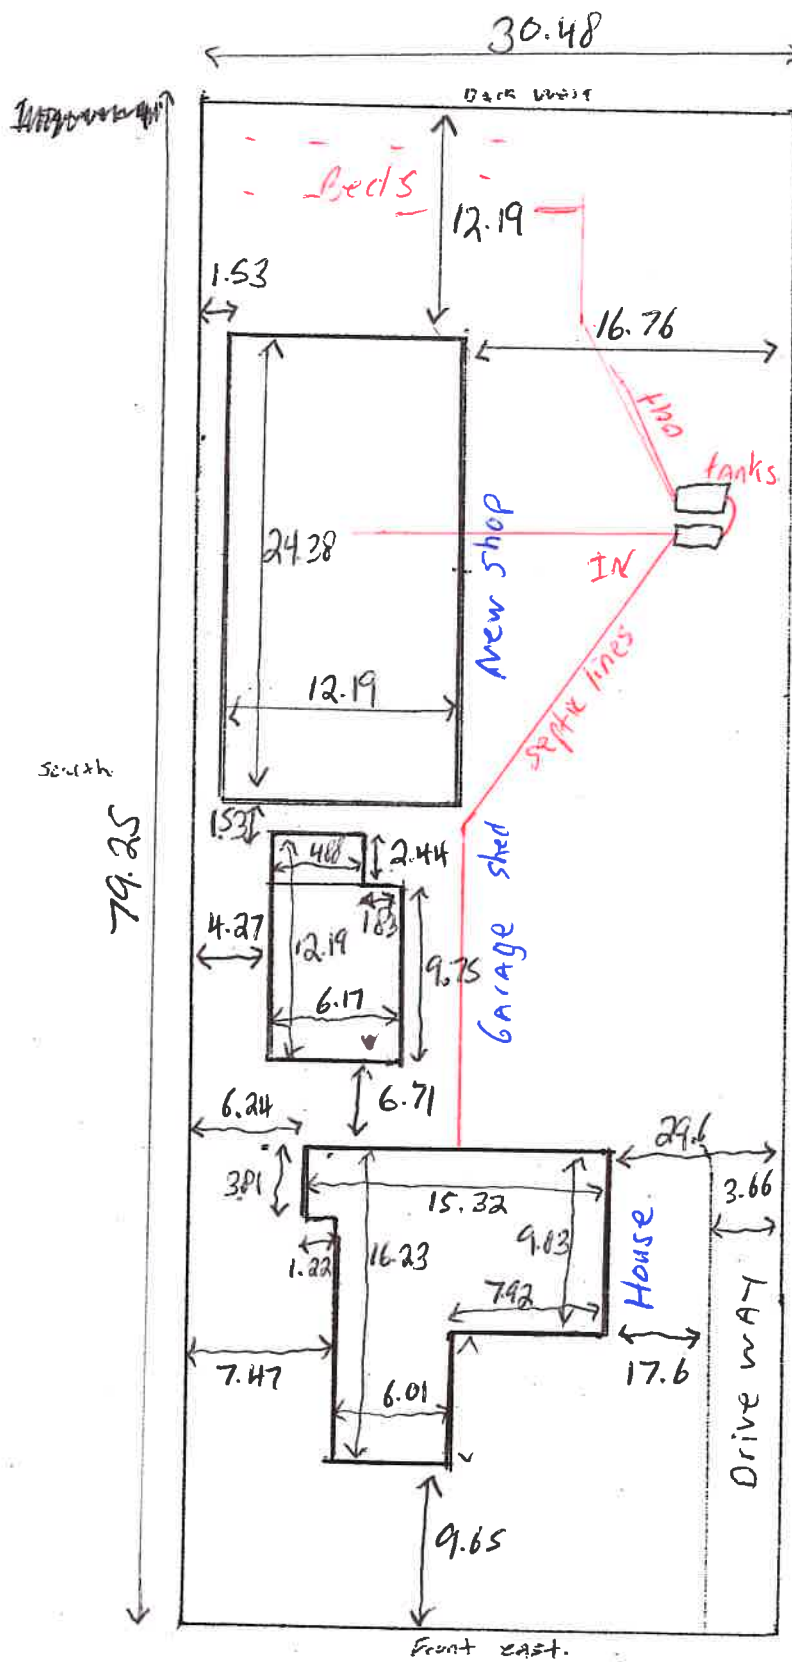 30.48
Back West
Beds
12.19
1.53
16.76
out
tanks
24.38
New Shop
IN
12.19
septic lines
South
1.53
4.88
2.44
79.25
4.27
1.83
12.19
9.75
6.17
GArAge shed
6.71
6.24
29.6
3.81
15.32
3.66
9.83
1.22
16.23
House
7.92
7.47
17.6
6.01
Drive wAy
9.65
Front east.